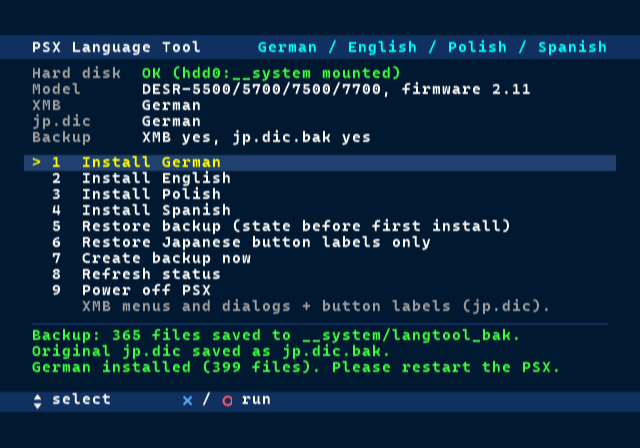 PSX Language Tool German / English / Polish / Spanish
Hard disk OK (hdd0:__system mounted)
Model DESR-5500/5700/7500/7700, firmware 2.11
XMB German
jp.dic German
Backup XMB yes, jp.dic.bak yes
> 1 Install German
2 Install English
3 Install Polish
4 Install Spanish
5 Restore backup (state before first install)
6 Restore Japanese button labels only
7 Create backup now
8 Refresh status
9 Power off PSX
XMB menus and dialogs + button labels (jp.dic).
Backup: 365 files saved to __system/langtool_bak.
Original jp.dic saved as jp.dic.bak.
German installed (399 files). Please restart the PSX.
select × / ○ run